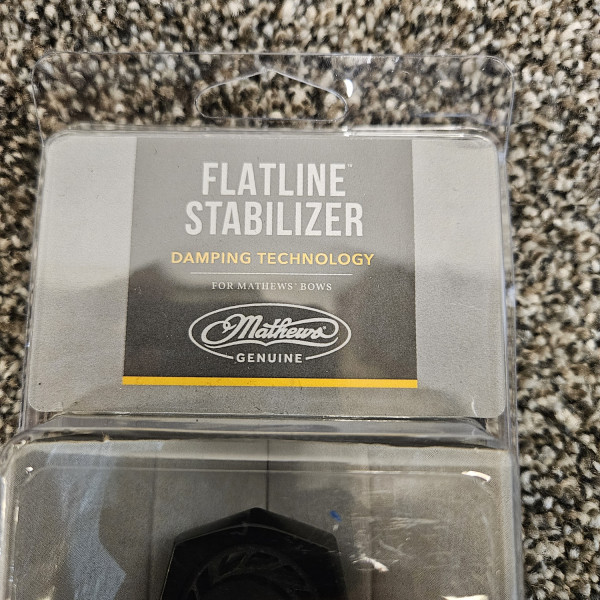 FLATLINE™
STABILIZER
DAMPING TECHNOLOGY
FOR MATHEWS® BOWS
Mathews
GENUINE